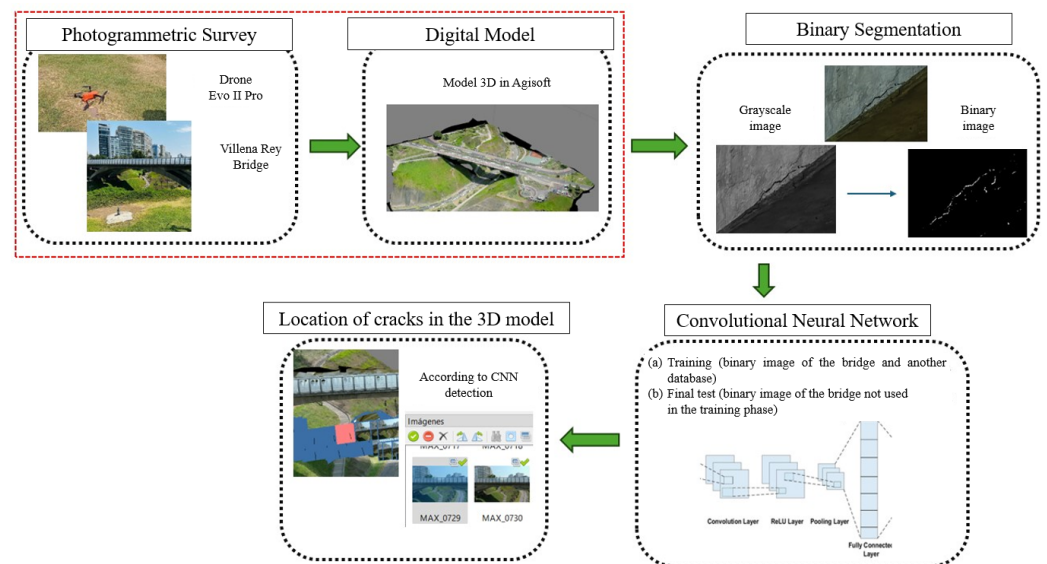 Photogrammetric Survey
Drone
Evo II Pro
Villena Rey
Bridge
Digital Model
Model 3D in Agisoft
Binary Segmentation
Grayscale
image
Binary
image
Convolutional Neural Network
(a) Training (binary image of the bridge and another
database)
(b) Final test (binary image of the bridge not used
in the training phase)
Convolution Layer
ReLU Layer
Pooling Layer
Fully Connecte
Layer
Location of cracks in the 3D model
According to CNN
detection
Imágenes
MAX_0717
MAX_0718
MAX_0729
MAX_0730